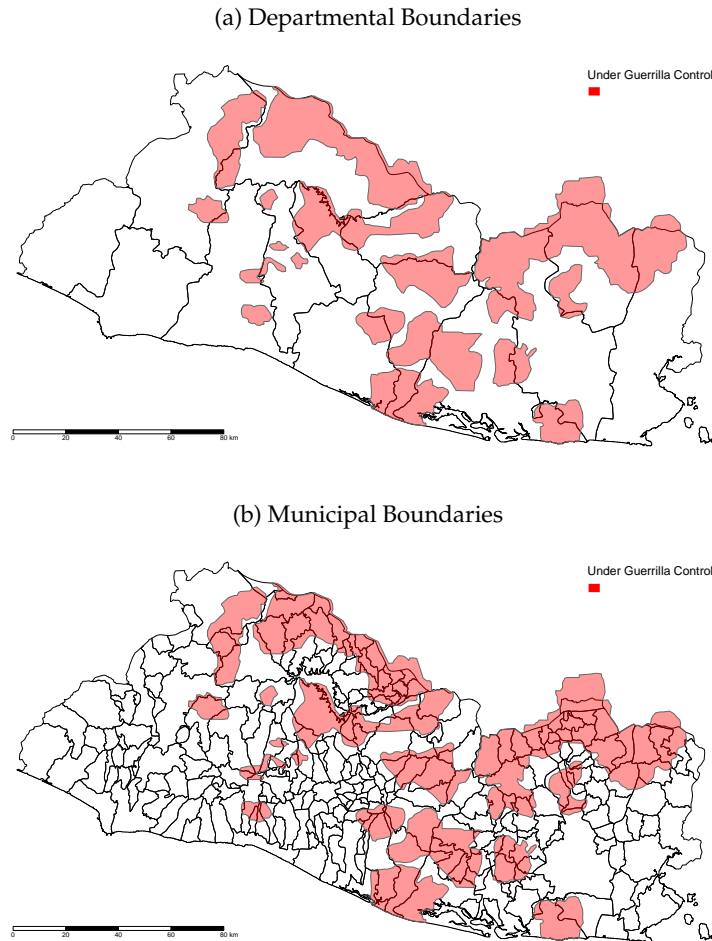 (a) Departmental Boundaries
Under Guerrilla Control
0 20 40 60 80 km
(b) Municipal Boundaries
Under Guerrilla Control
0 20 40 60 80 km